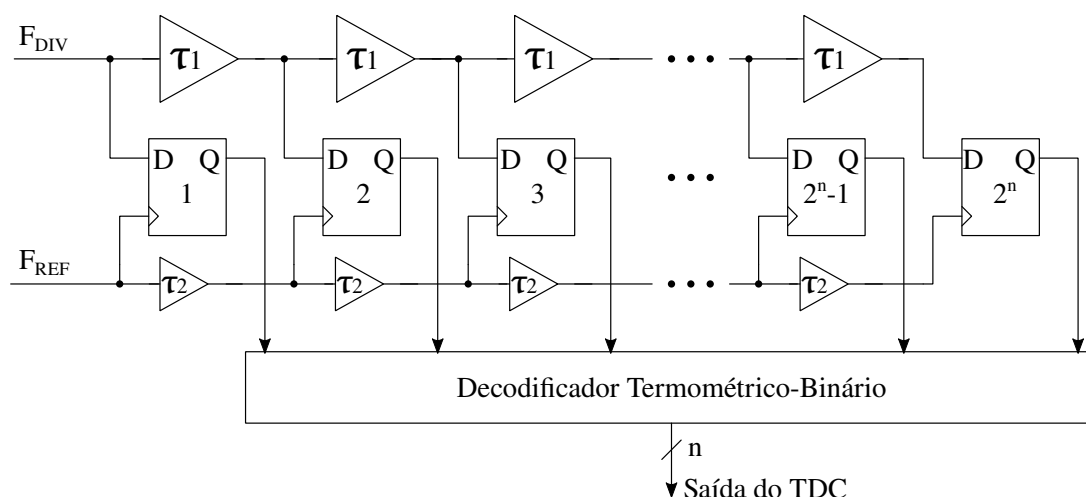 F_DIV
τ1 τ1 τ1 • • • τ1
D Q D Q D Q • • • D Q D Q
1 2 3 2^n-1 2^n
F_REF
τ2 τ2 τ2 • • • τ2
Decodificador Termométrico-Binário
n
Saída do TDC